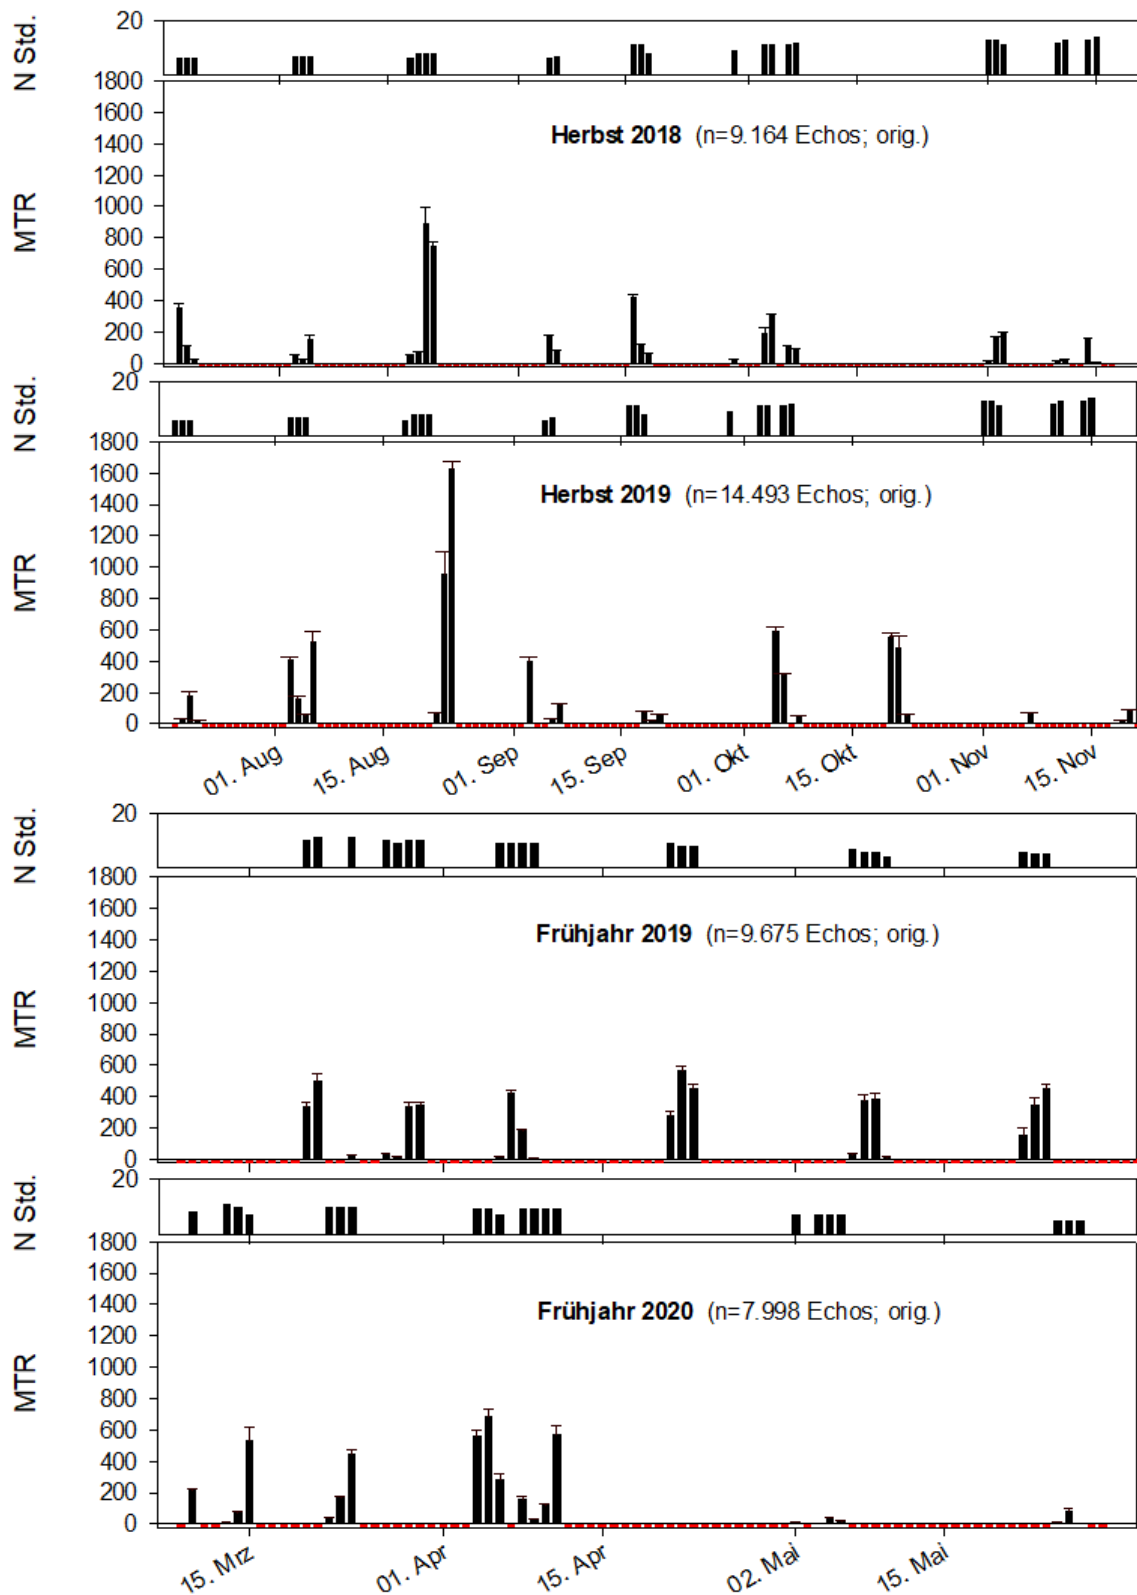 N Std.
20
MTR
1800
1600
1400
1200
1000
800
600
400
200
0
Herbst 2018 (n=9.164 Echos; orig.)
N Std.
20
MTR
1800
1600
1400
1200
1000
800
600
400
200
0
Herbst 2019 (n=14.493 Echos; orig.)
01. Aug
15. Aug
01. Sep
15. Sep
01. Okt
15. Okt
01. Nov
15. Nov
N Std.
20
MTR
1800
1600
1400
1200
1000
800
600
400
200
0
Frühjahr 2019 (n=9.675 Echos; orig.)
N Std.
20
MTR
1800
1600
1400
1200
1000
800
600
400
200
0
Frühjahr 2020 (n=7.998 Echos; orig.)
15. Mrz
01. Apr
15. Apr
02. Mai
15. Mai